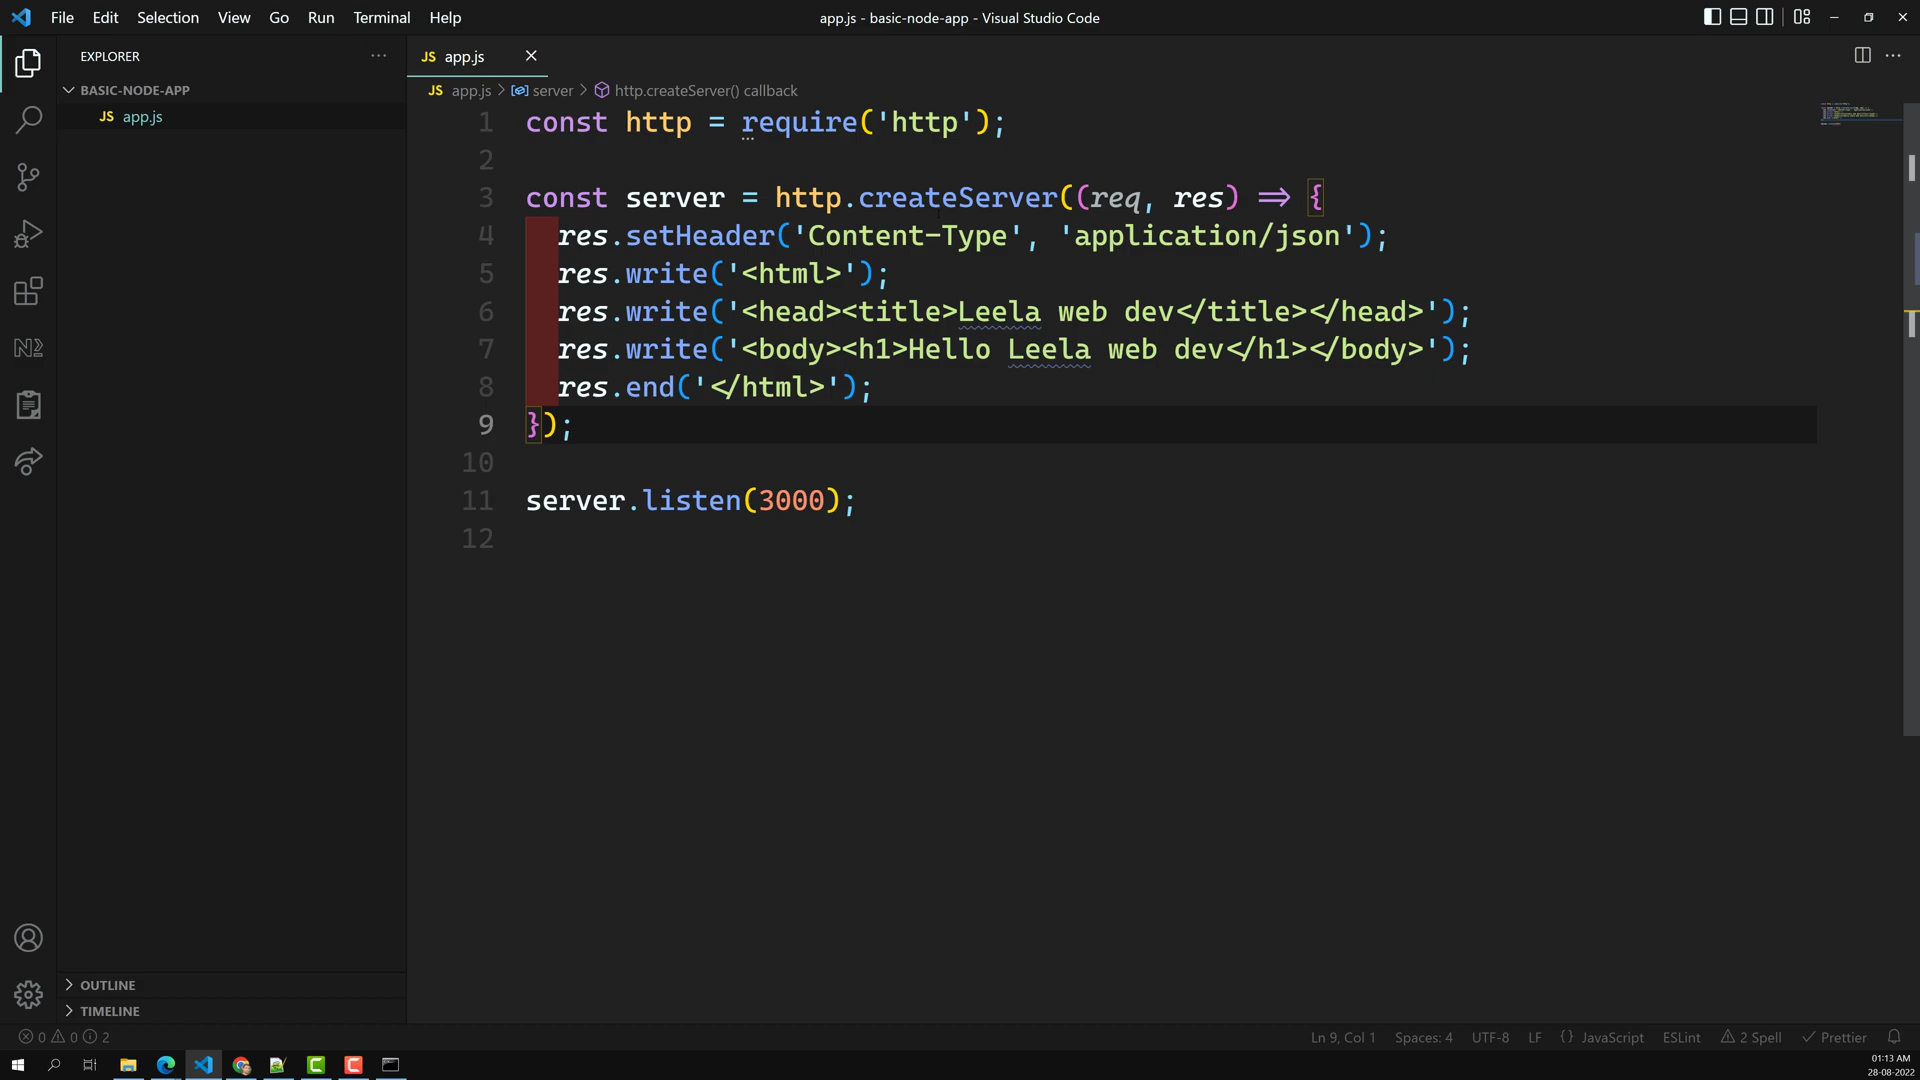 File Edit Selection View Go Run Terminal Help
app.js - basic-node-app - Visual Studio Code
EXPLORER
JS app.js
BASIC-NODE-APP
JS app.js
JS app.js > server > http.createServer() callback
1 const http = require('http');
2
3 const server = http.createServer((req, res) => {
4 res.setHeader('Content-Type', 'application/json');
5 res.write('<html>');
6 res.write('<head><title>Leela web dev</title></head>');
7 res.write('<body><h1>Hello Leela web dev</h1></body>');
8 res.end('</html>');
9 });
10
11 server.listen(3000);
12
OUTLINE
TIMELINE
0 0 2
Ln 9, Col 1 Spaces: 4 UTF-8 LF {} JavaScript ESLint 2 Spell Prettier
01:13 AM
28-08-2022